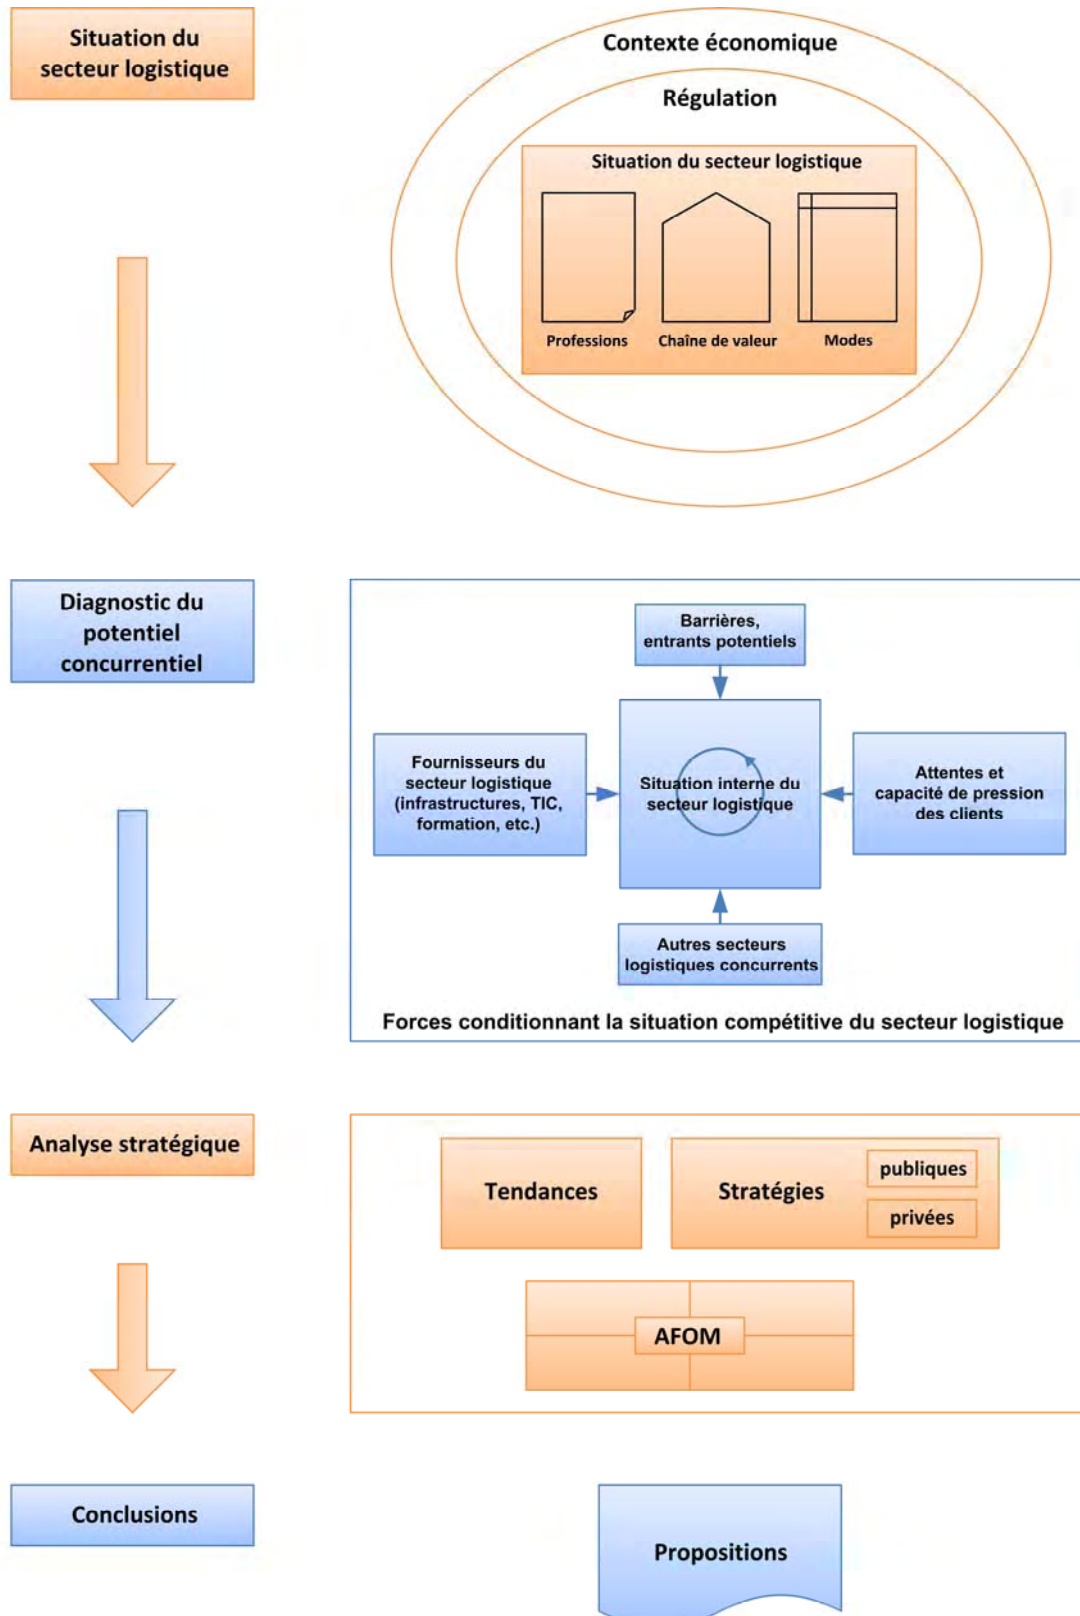 Situation du
secteur logistique
Contexte économique
Régulation
Situation du secteur logistique
Professions
Chaîne de valeur
Modes
Diagnostic du
potentiel
concurrentiel
Barrières,
entrants potentiels
Fournisseurs du
secteur logistique
(infrastructures, TIC,
formation, etc.)
Situation interne du
secteur logistique
Attentes et
capacité de pression
des clients
Autres secteurs
logistiques concurrents
Forces conditionnant la situation compétitive du secteur logistique
Analyse stratégique
Tendances
Stratégies
publiques
privées
AFOM
Conclusions
Propositions